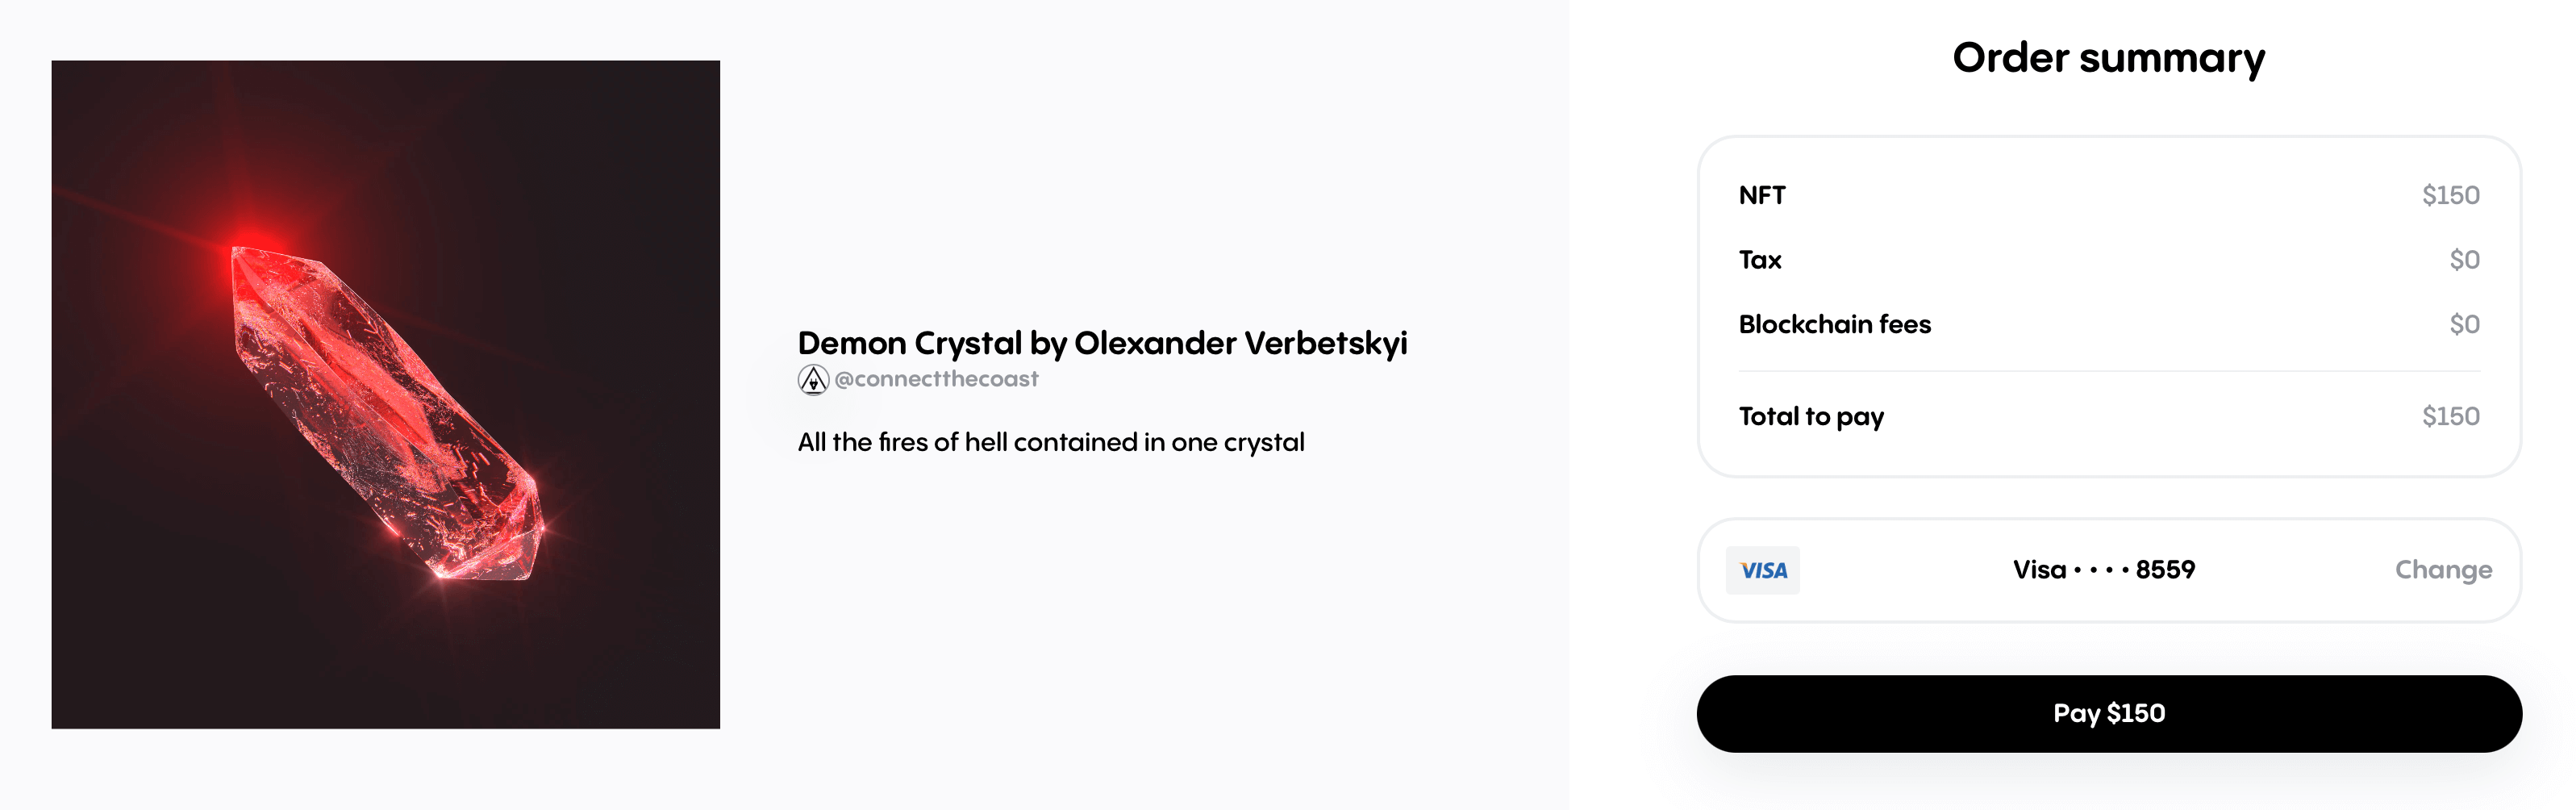 Demon Crystal by Olexander Verbetskyi
@connectthecoast
All the fires of hell contained in one crystal
Order summary
NFT $150
Tax $0
Blockchain fees $0
Total to pay $150
VISA Visa • • • • 8559 Change
Pay $150